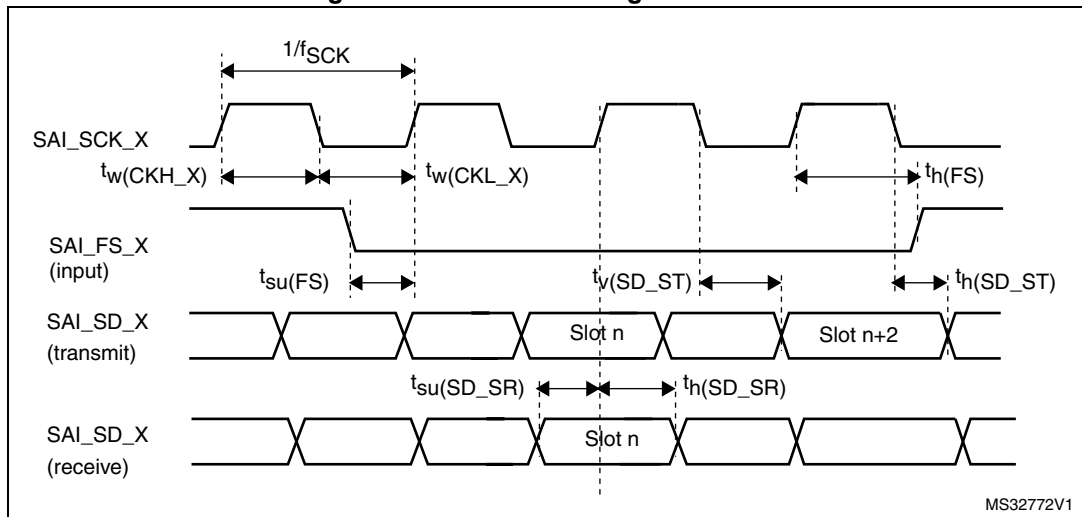 1/fSCK
SAI_SCK_X
tw(CKH_X)
tw(CKL_X)
th(FS)
SAI_FS_X
(input)
tsu(FS)
tv(SD_ST)
th(SD_ST)
SAI_SD_X
(transmit)
Slot n
Slot n+2
tsu(SD_SR)
th(SD_SR)
SAI_SD_X
(receive)
Slot n
MS32772V1